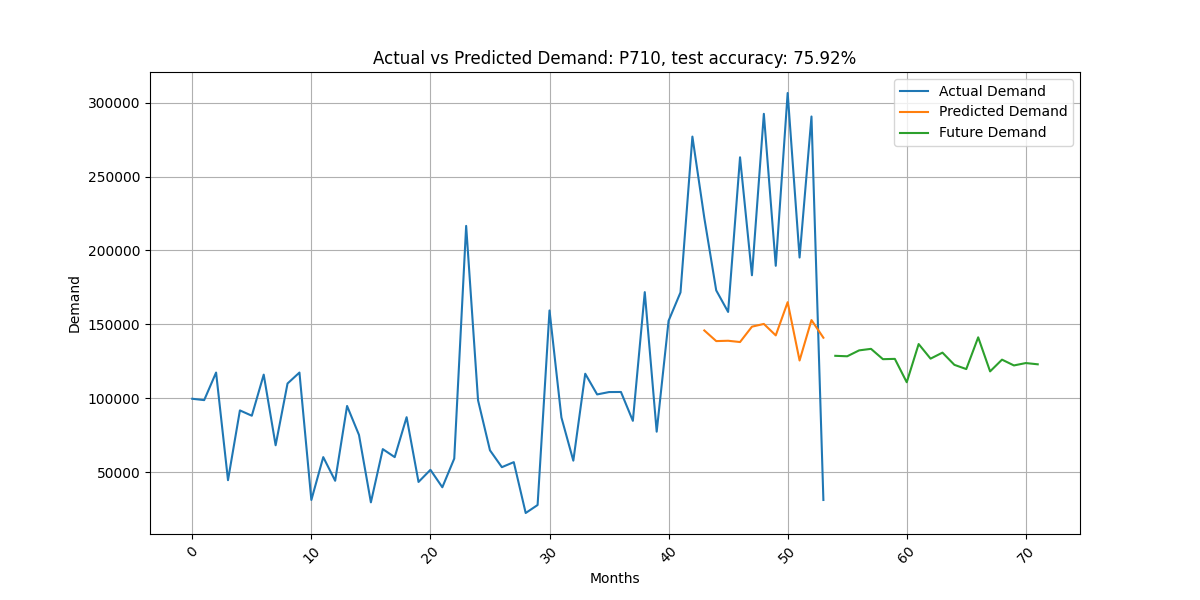 Actual vs Predicted Demand: P710, test accuracy: 75.92%
Actual Demand
Predicted Demand
Future Demand
300000
250000
200000
150000
100000
50000
Demand
0 10 20 30 40 50 60 70
Months